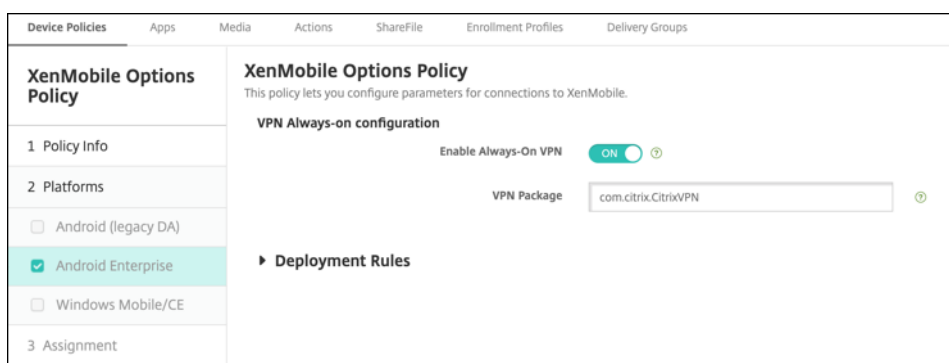 Device Policies Apps Media Actions ShareFile Enrollment Profiles Delivery Groups
XenMobile Options
Policy
1 Policy Info
2 Platforms
Android (legacy DA)
Android Enterprise
Windows Mobile/CE
3 Assignment
XenMobile Options Policy
This policy lets you configure parameters for connections to XenMobile.
VPN Always-on configuration
Enable Always-On VPN ON ?
VPN Package com.citrix.CitrixVPN ?
Deployment Rules